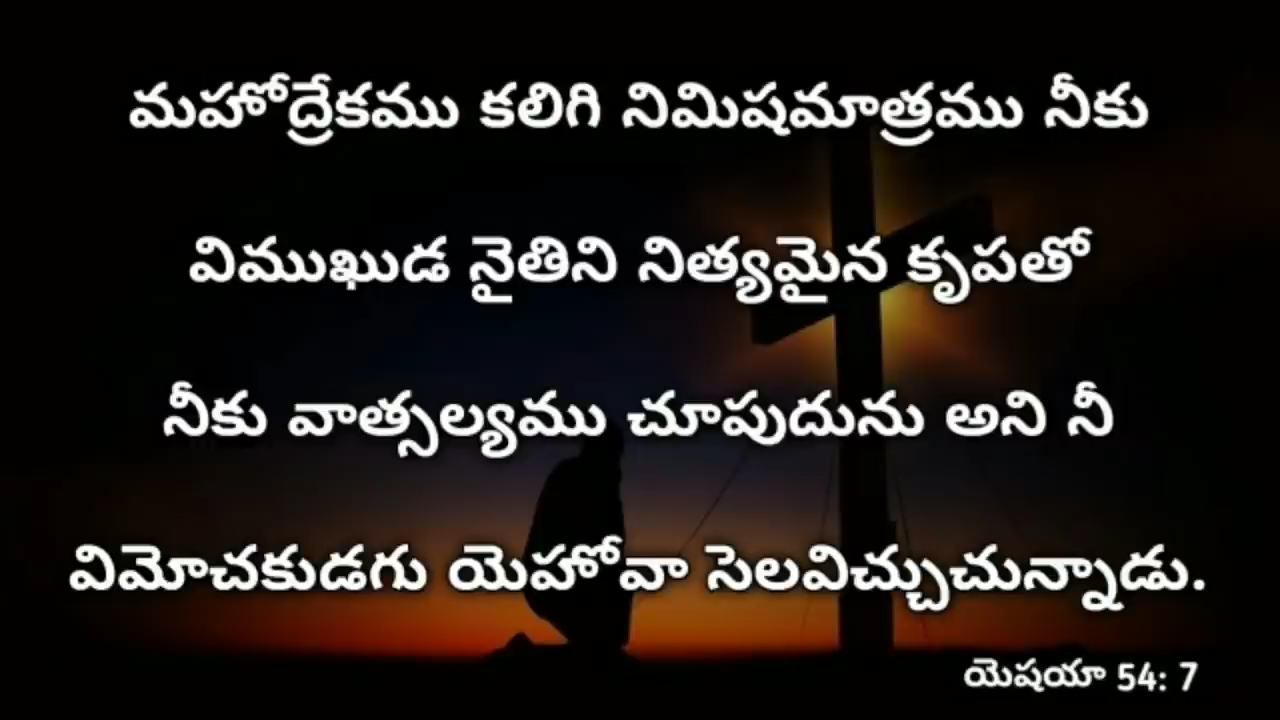 మహోద్రేకము కలిగి నిమిషమాత్రము నీకు
విముఖుడ నైతిని నిత్యమైన కృపతో
నీకు వాత్సల్యము చూపుదును అని నీ
విమోచకుడగు యెహోవా సెలవిచ్చుచున్నాడు.
యెషయా 54: 7